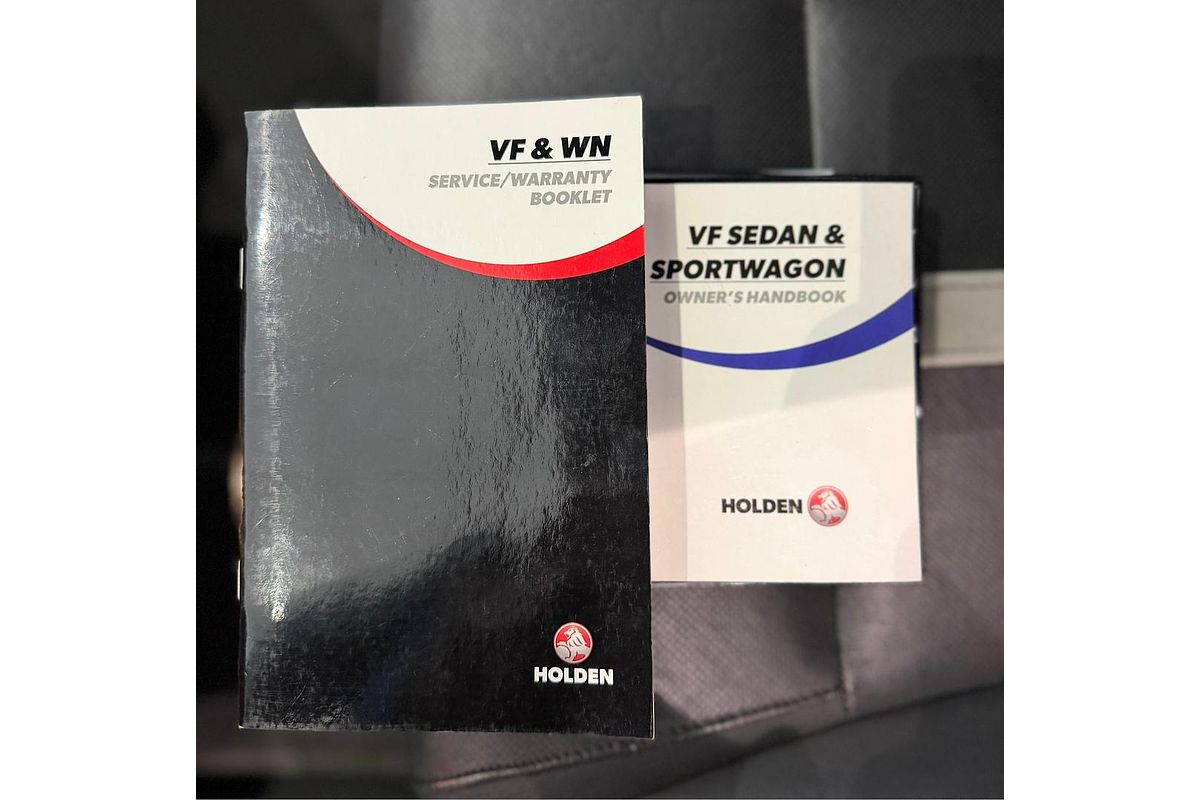 VF & WN
SERVICE/WARRANTY
BOOKLET
HOLDEN
VF SEDAN &
SPORTWAGON
OWNER'S HANDBOOK
HOLDEN